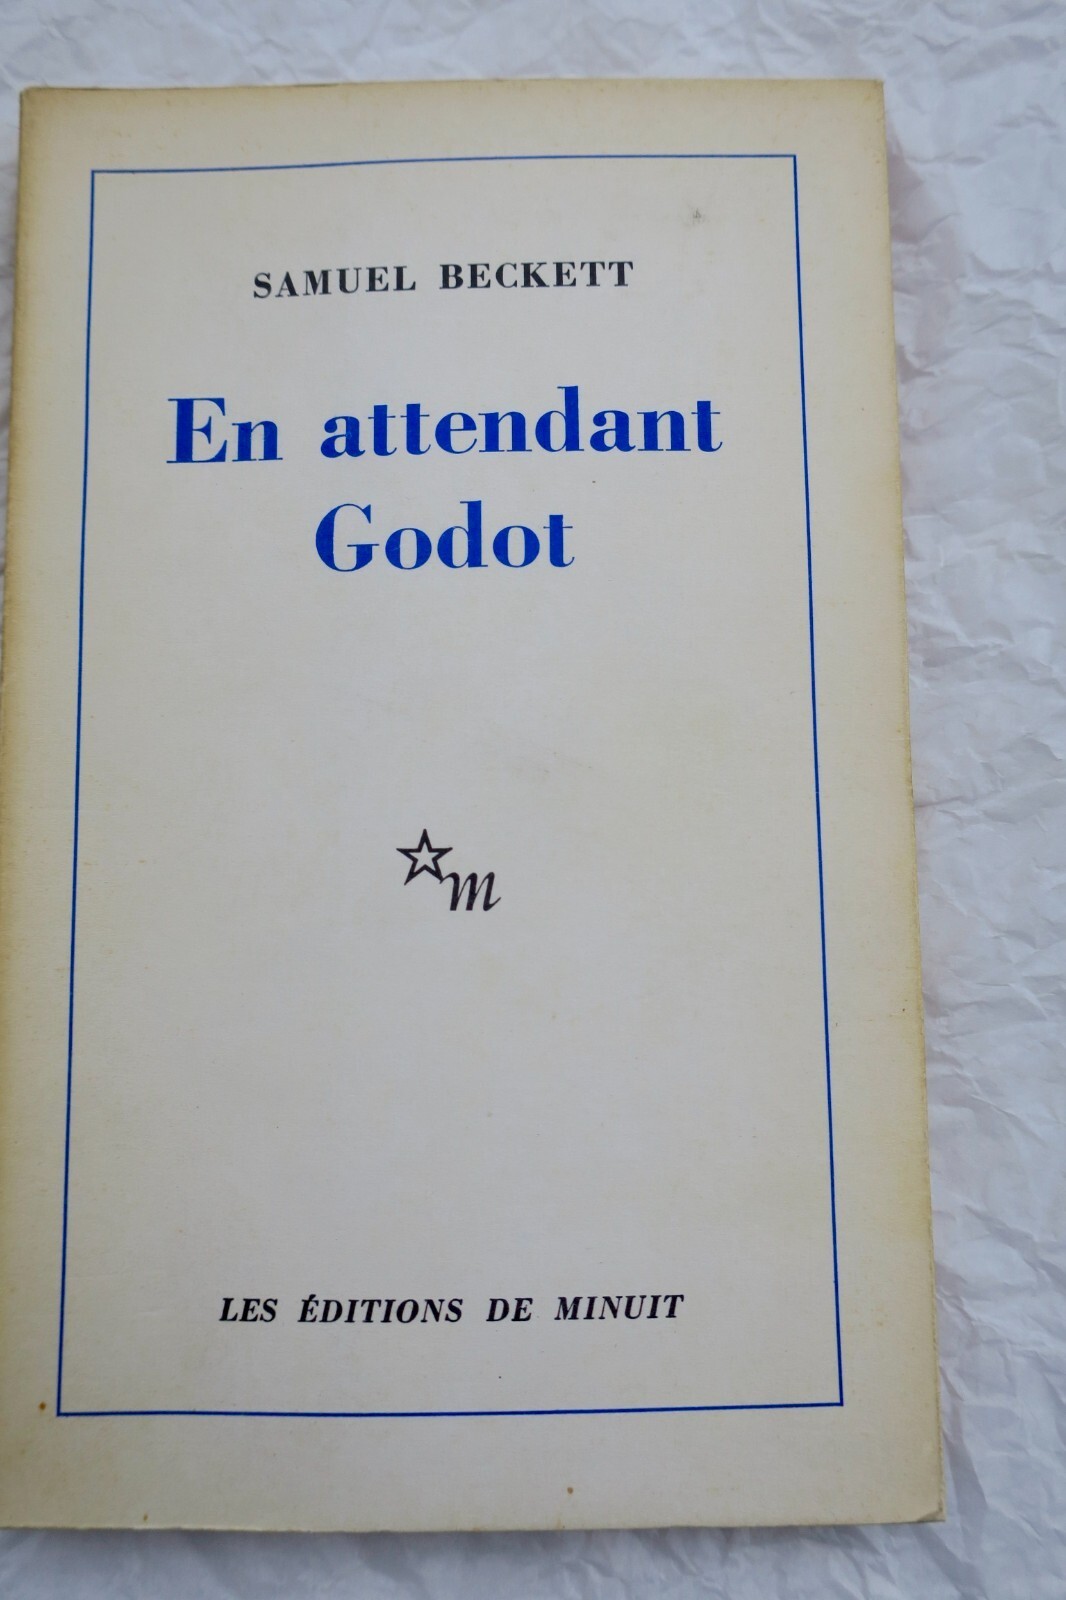 SAMUEL BECKETT
En attendant
Godot
m
LES ÉDITIONS DE MINUIT